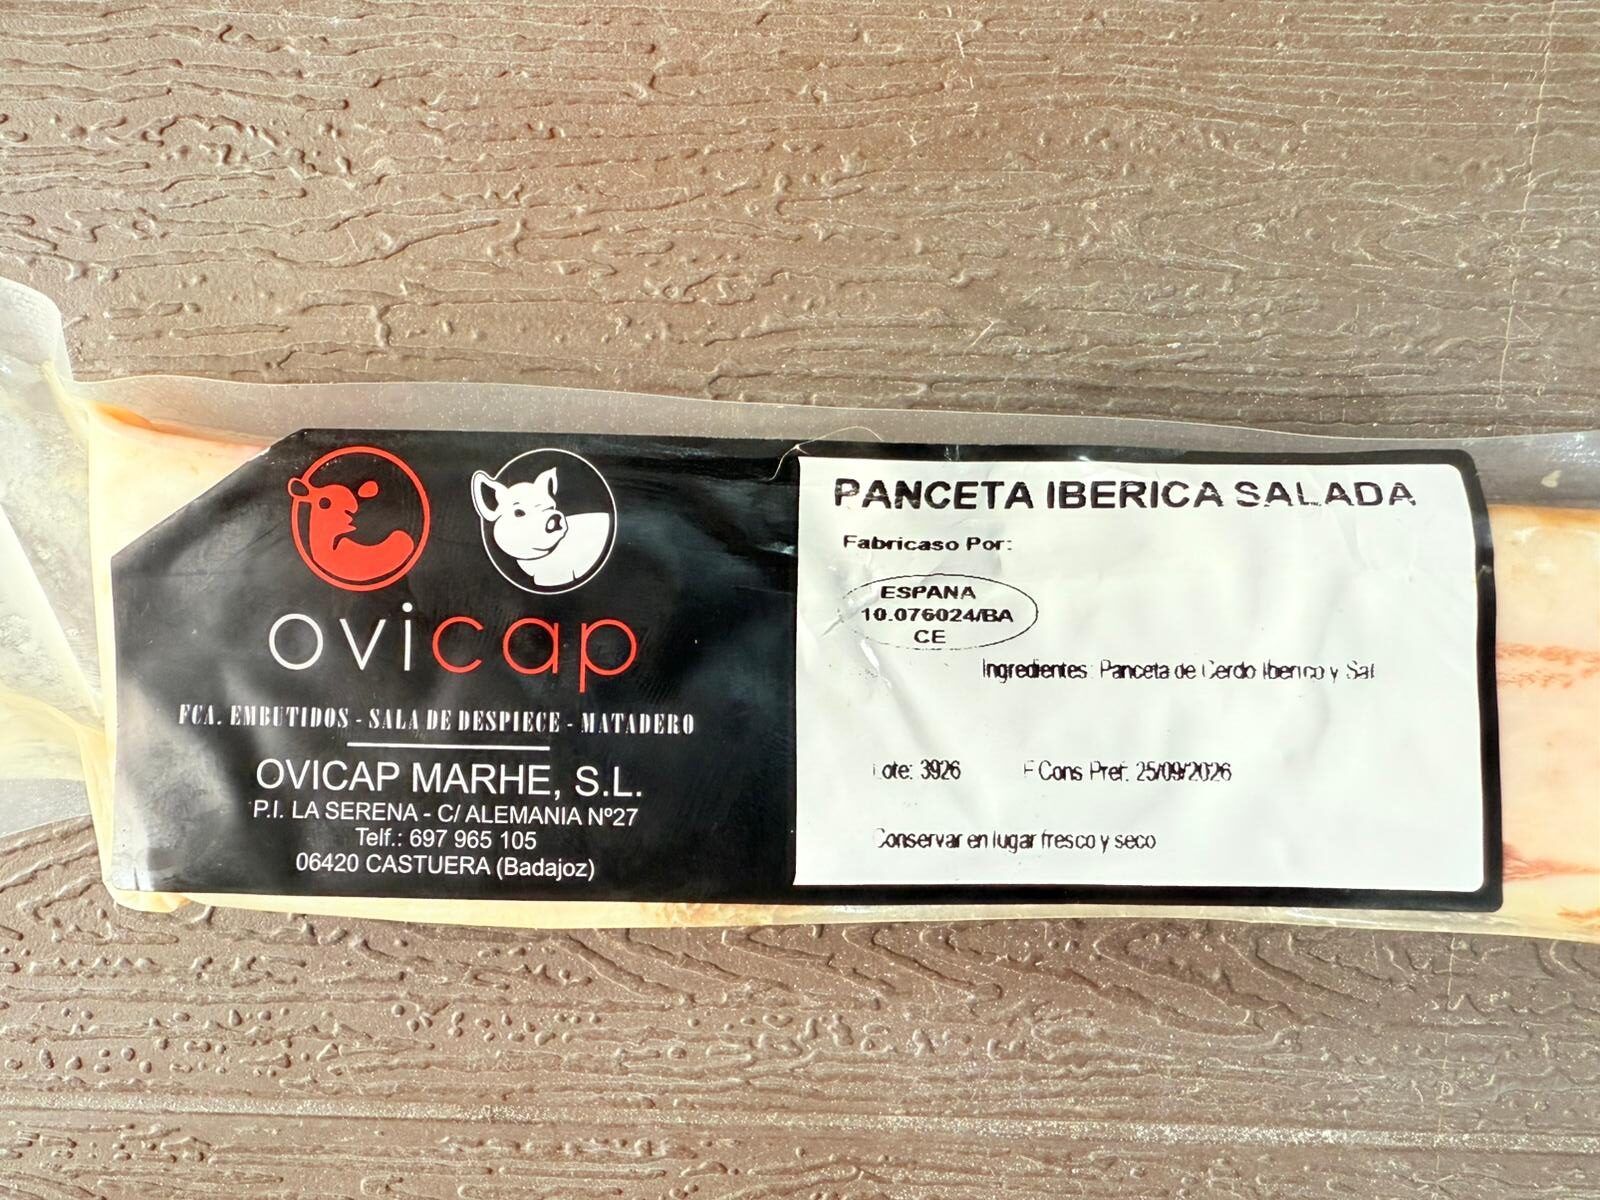 ovicap
FCA. EMBUTIDOS - SALA DE DESPIECE - MATADERO
OVICAP MARHE, S.L.
P.I. LA SERENA - C/ ALEMANIA Nº27
Telf.: 697 965 105
06420 CASTUERA (Badajoz)
PANCETA IBERICA SALADA
Fabricaso Por:
ESPANA
10.076024/BA
CE
Ingredientes: Panceta de Cerdo Iberico y Sal
Lote: 3926 F Cons Pref: 25/09/2026
Conservar en lugar fresco y seco